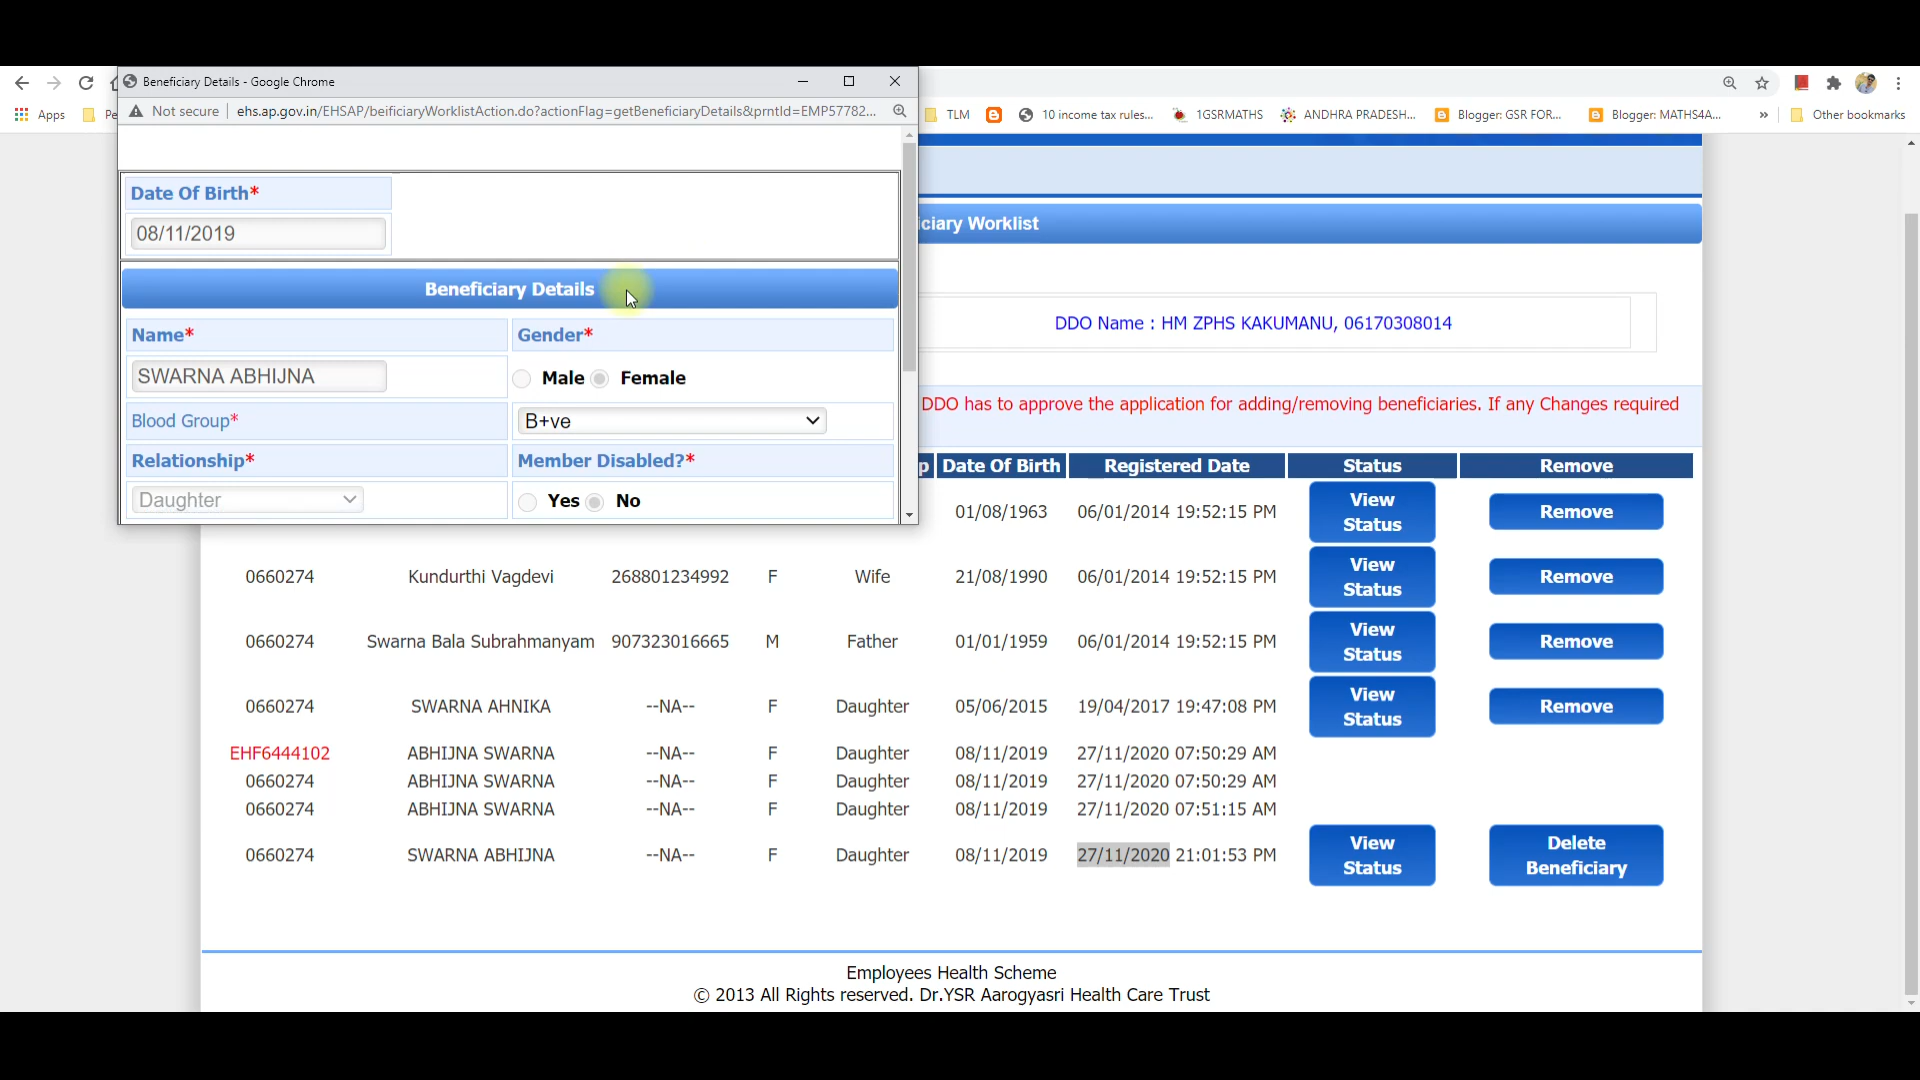 Beneficiary Details - Google Chrome
Not secure | ehs.ap.gov.in/EHSAP/beificiaryWorklistAction.do?actionFlag=getBeneficiaryDetails&prntId=EMP57782...
Apps
TLM
10 income tax rules...
1GSRMATHS
ANDHRA PRADESH...
Blogger: GSR FOR...
Blogger: MATHS4A...
»
Other bookmarks
Date Of Birth*
08/11/2019
Beneficiary Details
Name*
Gender*
SWARNA ABHIJNA
Male
Female
Blood Group*
B+ve
Relationship*
Member Disabled?*
Daughter
Yes
No
iciary Worklist
DDO Name : HM ZPHS KAKUMANU, 06170308014
DDO has to approve the application for adding/removing beneficiaries. If any Changes required
p Date Of Birth Registered Date Status Remove
01/08/1963 06/01/2014 19:52:15 PM View Status Remove
0660274 Kundurthi Vagdevi 268801234992 F Wife 21/08/1990 06/01/2014 19:52:15 PM View Status Remove
0660274 Swarna Bala Subrahmanyam 907323016665 M Father 01/01/1959 06/01/2014 19:52:15 PM View Status Remove
0660274 SWARNA AHNIKA --NA-- F Daughter 05/06/2015 19/04/2017 19:47:08 PM View Status Remove
EHF6444102 ABHIJNA SWARNA --NA-- F Daughter 08/11/2019 27/11/2020 07:50:29 AM
0660274 ABHIJNA SWARNA --NA-- F Daughter 08/11/2019 27/11/2020 07:50:29 AM
0660274 ABHIJNA SWARNA --NA-- F Daughter 08/11/2019 27/11/2020 07:51:15 AM
0660274 SWARNA ABHIJNA --NA-- F Daughter 08/11/2019 27/11/2020 21:01:53 PM View Status Delete Beneficiary
Employees Health Scheme
© 2013 All Rights reserved. Dr.YSR Aarogyasri Health Care Trust